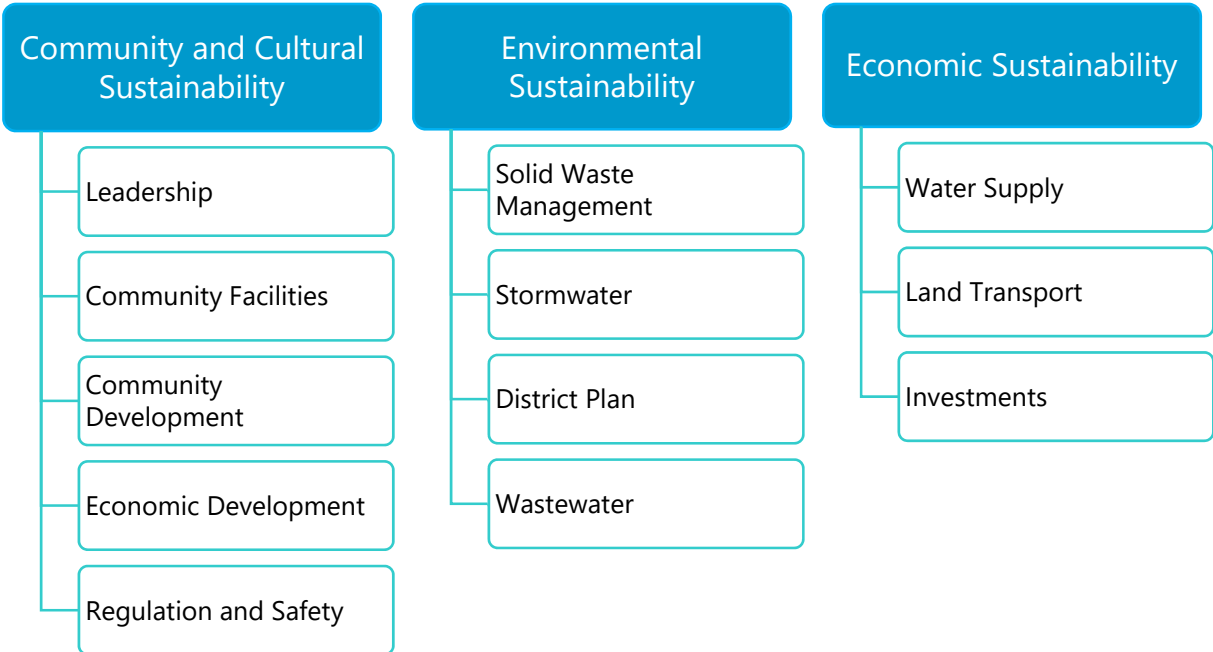 Community and Cultural
Sustainability
Leadership
Community Facilities
Community
Development
Economic Development
Regulation and Safety
Environmental
Sustainability
Solid Waste
Management
Stormwater
District Plan
Wastewater
Economic Sustainability
Water Supply
Land Transport
Investments